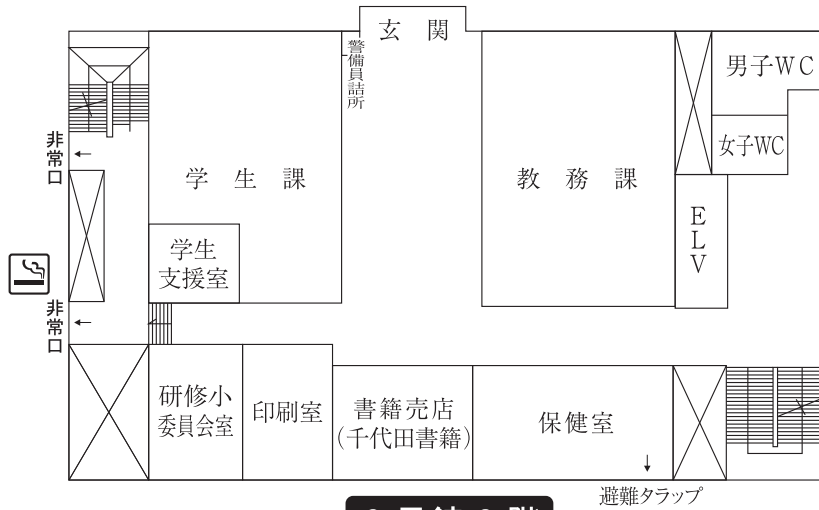 玄関
警備員詰所
男子WC
女子WC
非常口
学生課
教務課
ELV
学生
支援室
非常口
研修小
委員会室
印刷室
書籍売店
(千代田書籍)
保健室
避難タラップ